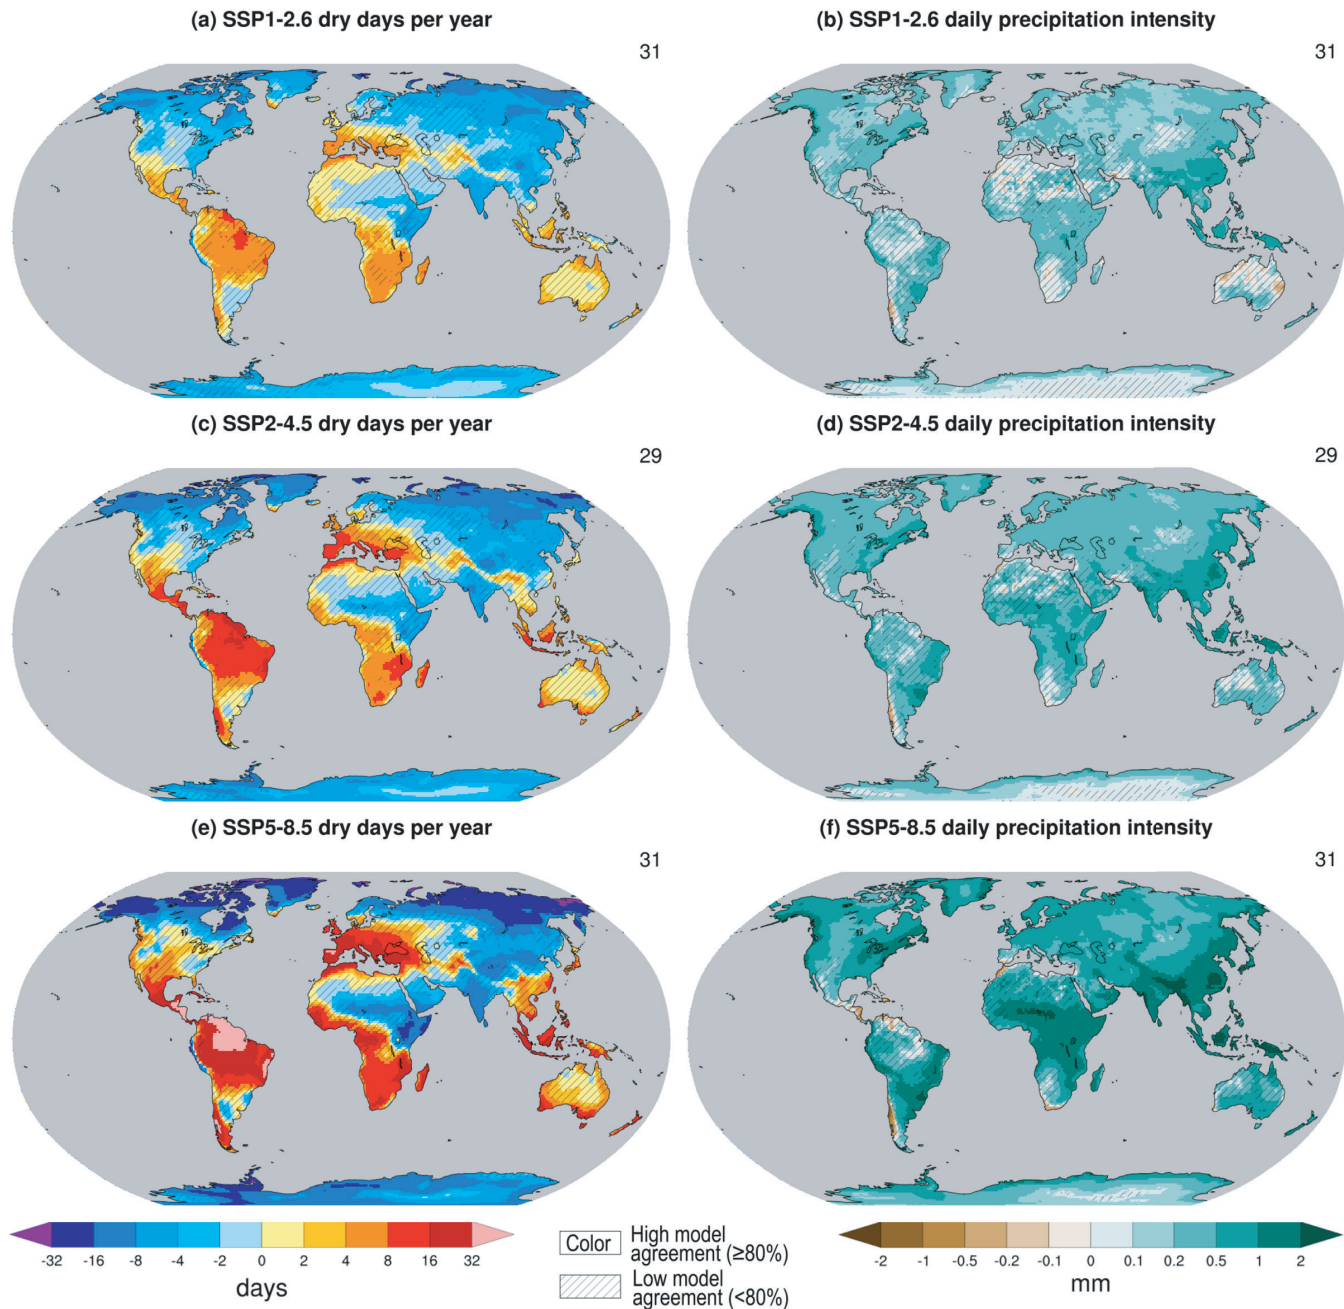 (a) SSP1-2.6 dry days per year
(b) SSP1-2.6 daily precipitation intensity
31
31
(c) SSP2-4.5 dry days per year
(d) SSP2-4.5 daily precipitation intensity
29
29
(e) SSP5-8.5 dry days per year
(f) SSP5-8.5 daily precipitation intensity
31
31
-32 -16 -8 -4 -2 0 2 4 8 16 32
days
Color
High model
agreement (≥80%)
Low model
agreement (<80%)
-2 -1 -0.5 -0.2 -0.1 0 0.1 0.2 0.5 1 2
mm